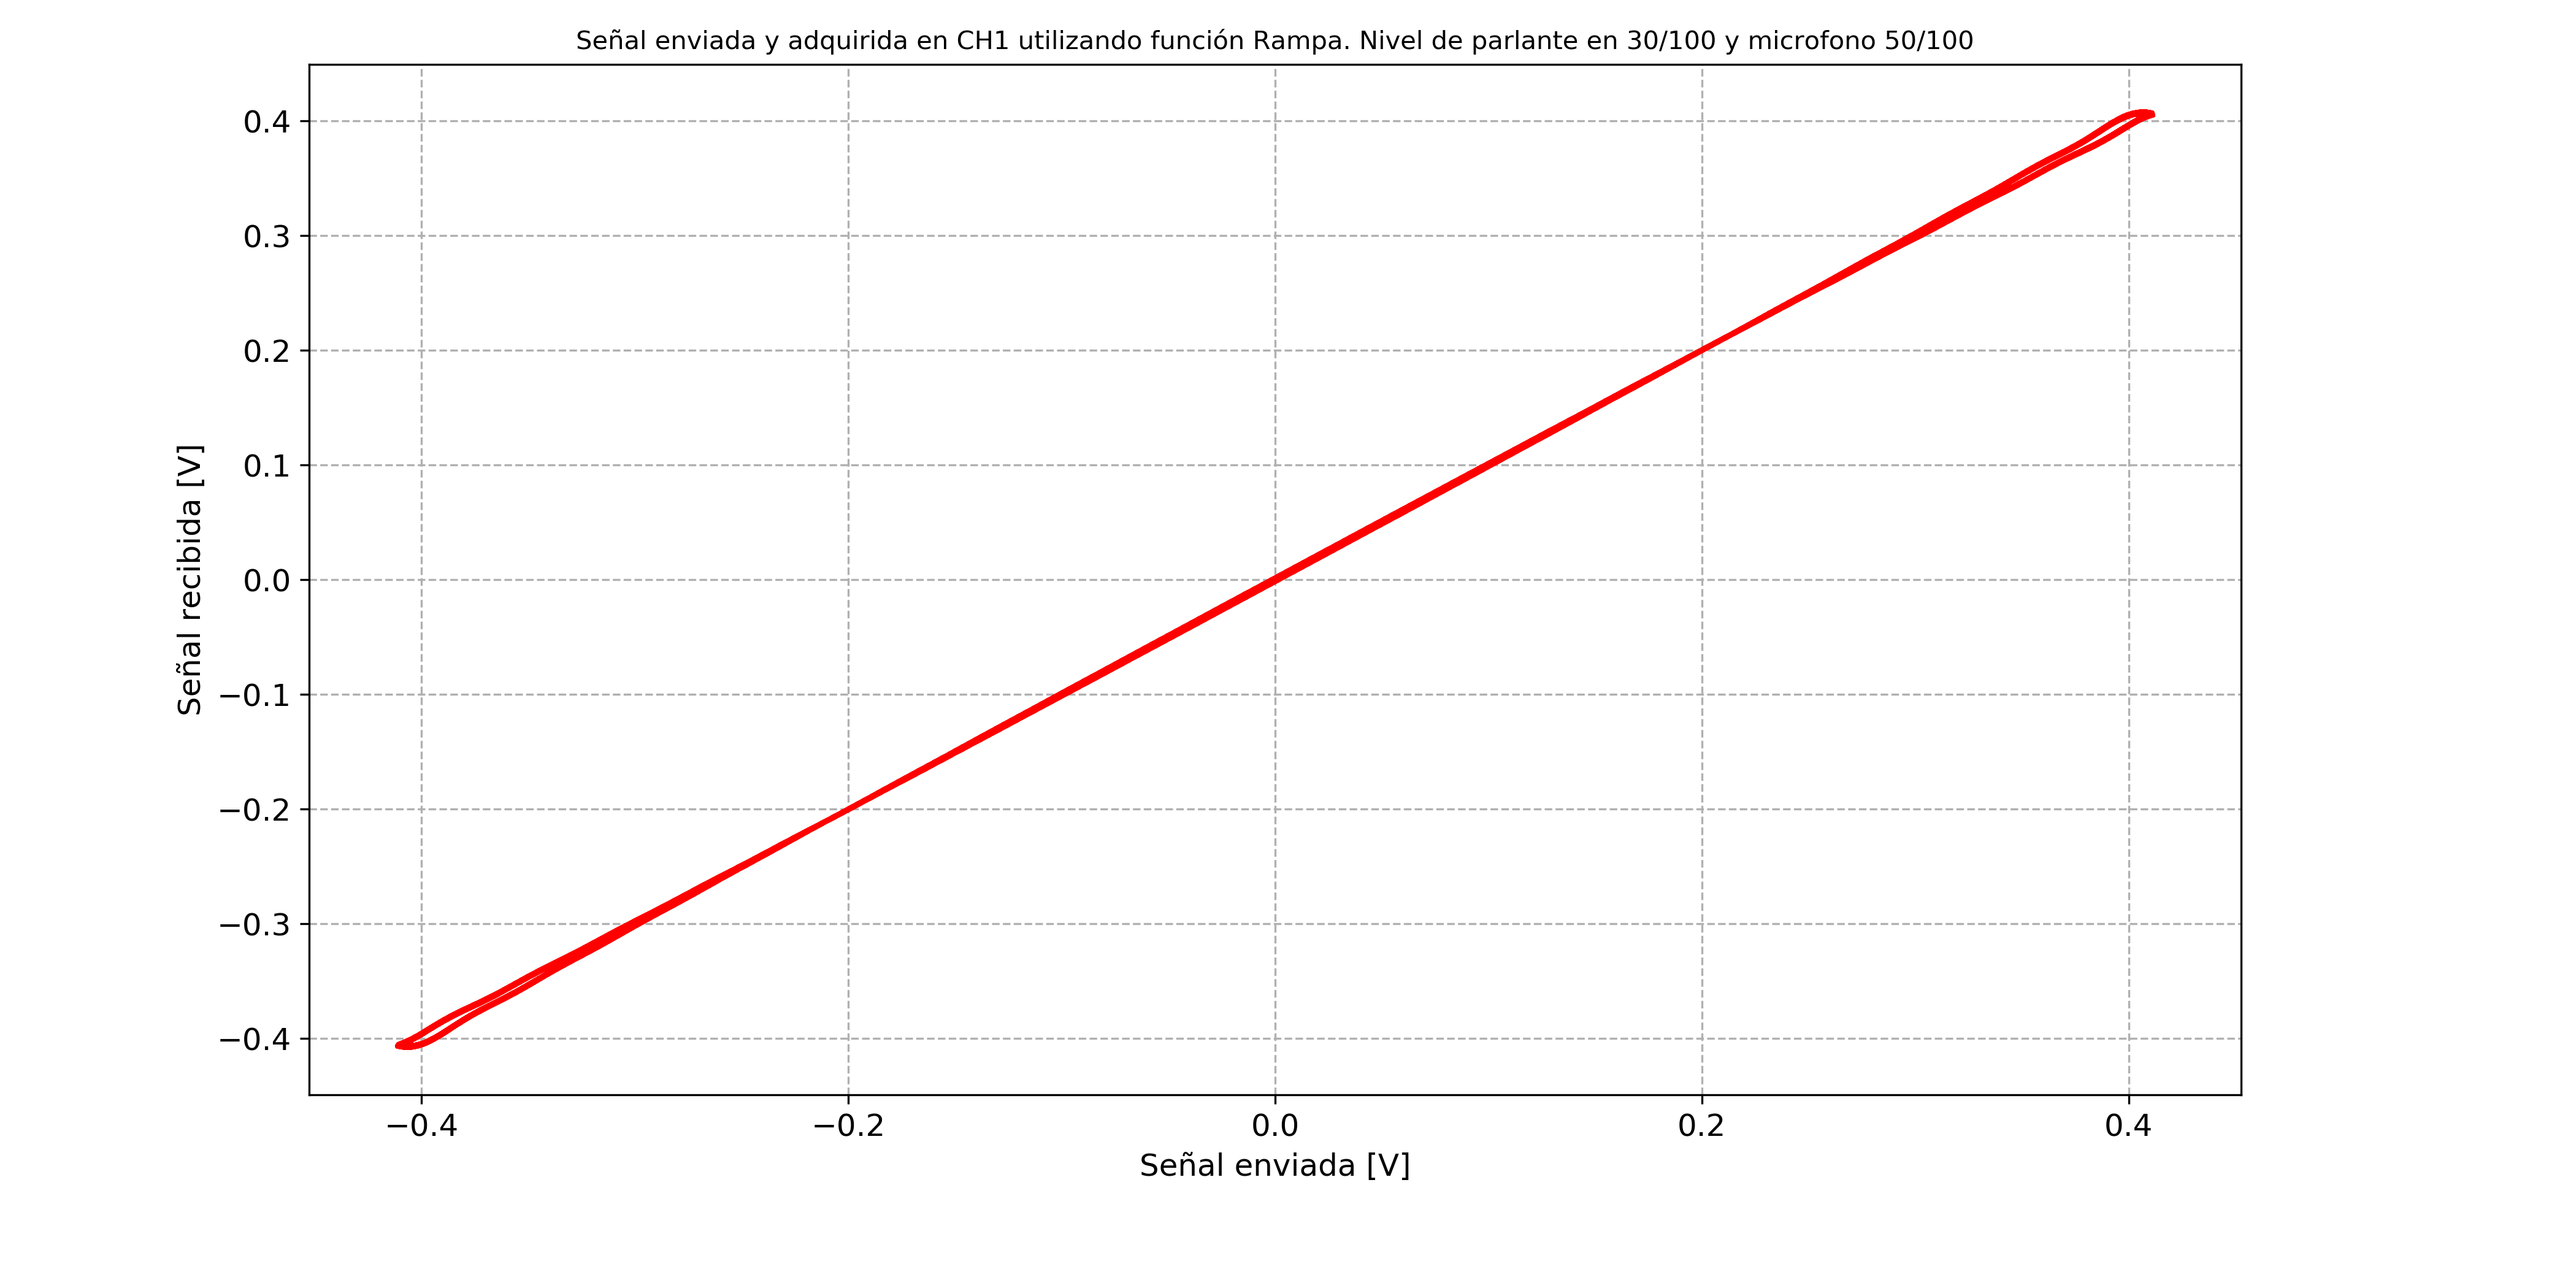 Señal enviada y adquirida en CH1 utilizando función Rampa. Nivel de parlante en 30/100 y microfono 50/100
Señal recibida [V]
0.4
0.3
0.2
0.1
0.0
−0.1
−0.2
−0.3
−0.4
−0.4 −0.2 0.0 0.2 0.4
Señal enviada [V]